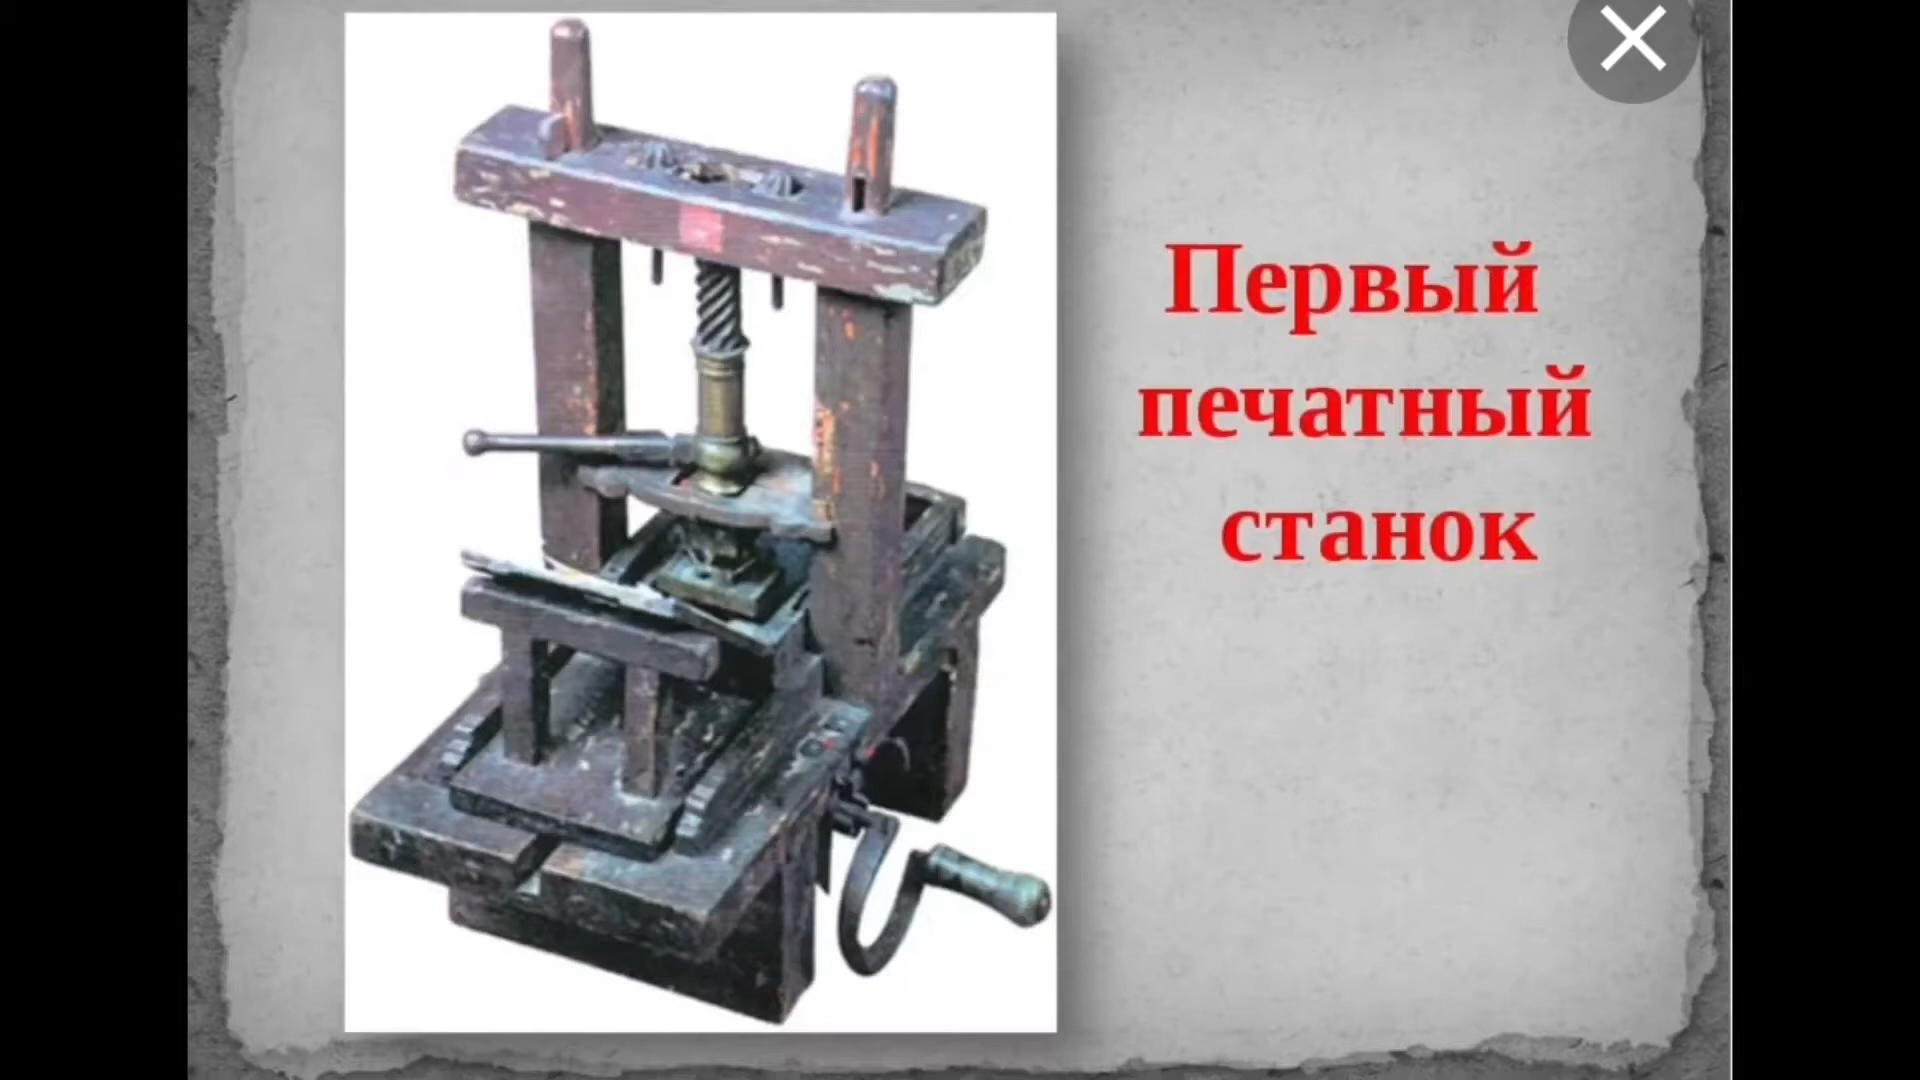 Первый
печатный
станок